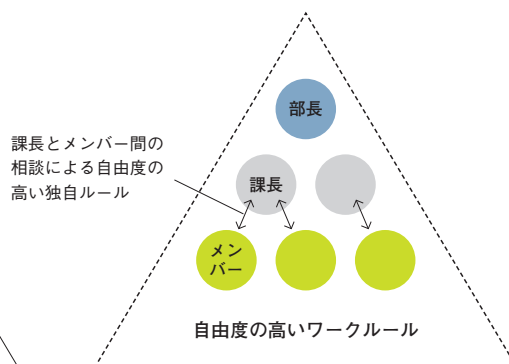 部長
課長とメンバー間の
相談による自由度の
高い独自ルール
課長
メン
バー
自由度の高いワークルール